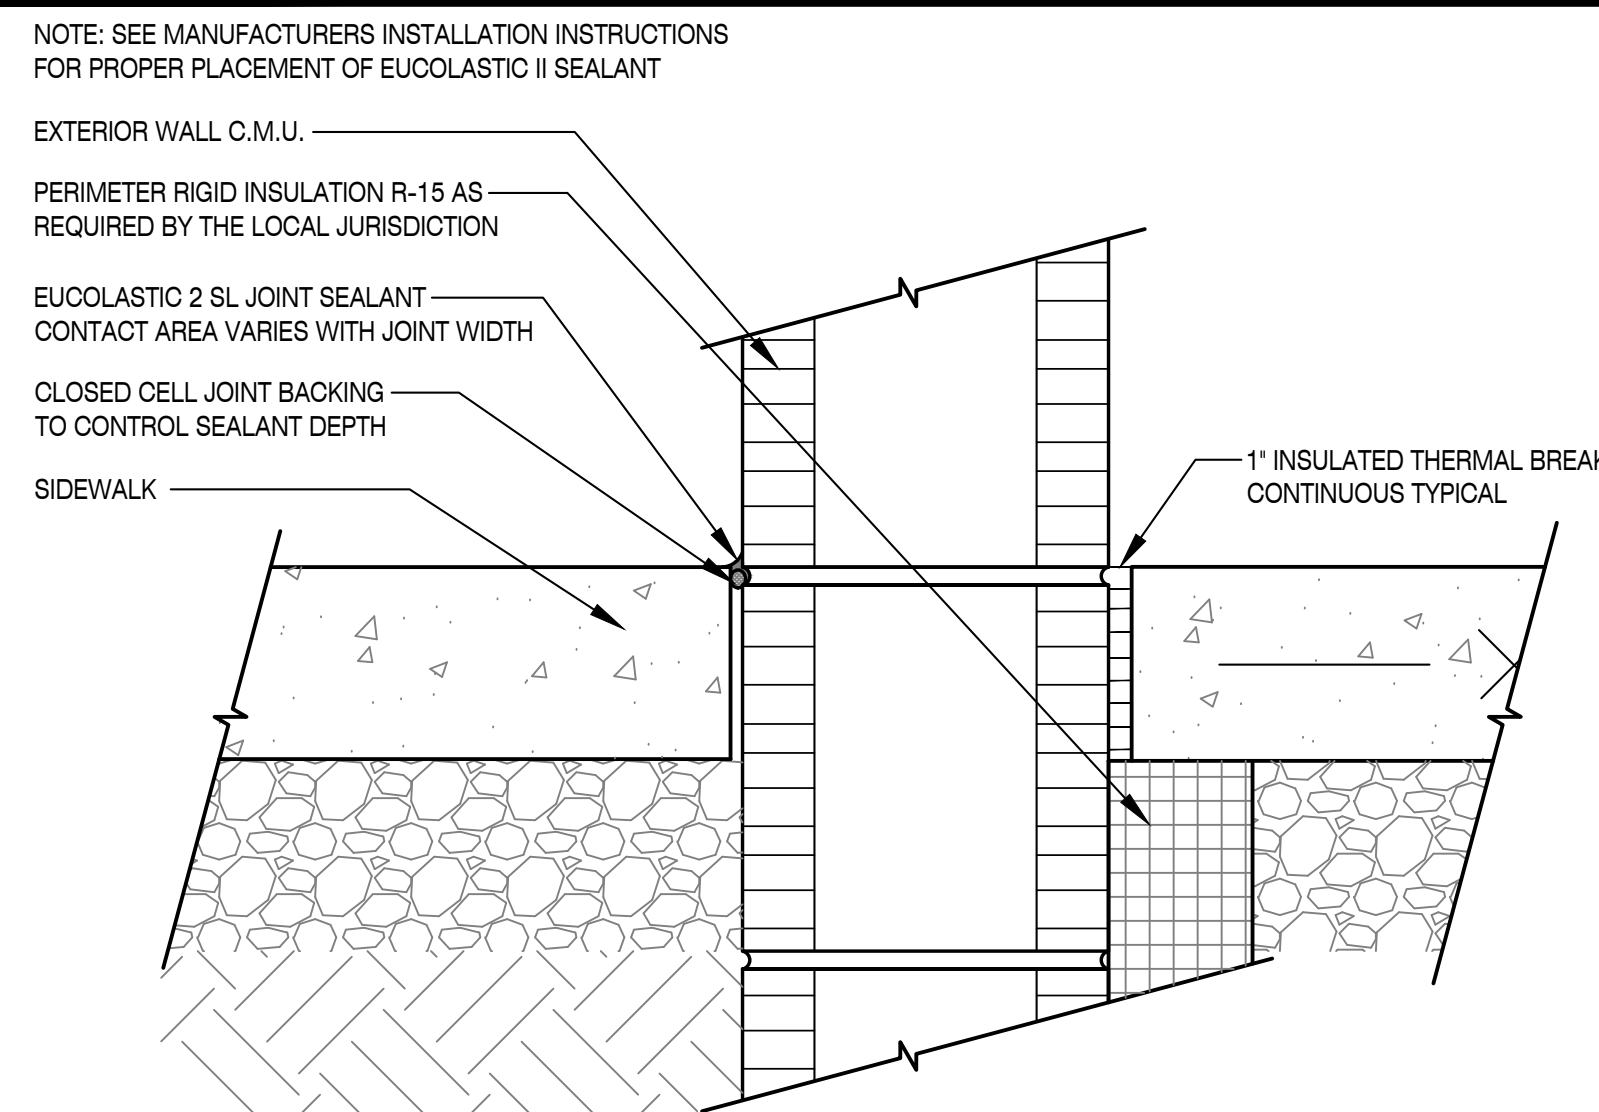 NOTE: SEE MANUFACTURERS INSTALLATION INSTRUCTIONS
FOR PROPER PLACEMENT OF EUCOLASTIC II SEALANT
EXTERIOR WALL C.M.U.
PERIMETER RIGID INSULATION R-15 AS
REQUIRED BY THE LOCAL JURISDICTION
EUCOLASTIC 2 SL JOINT SEALANT
CONTACT AREA VARIES WITH JOINT WIDTH
CLOSED CELL JOINT BACKING
TO CONTROL SEALANT DEPTH
SIDEWALK
1" INSULATED THERMAL BREAK
CONTINUOUS TYPICAL